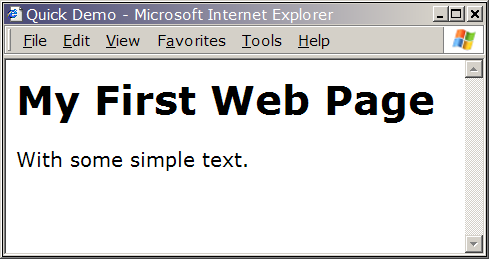 Quick Demo - Microsoft Internet Explorer
File Edit View Favorites Tools Help
My First Web Page
With some simple text.